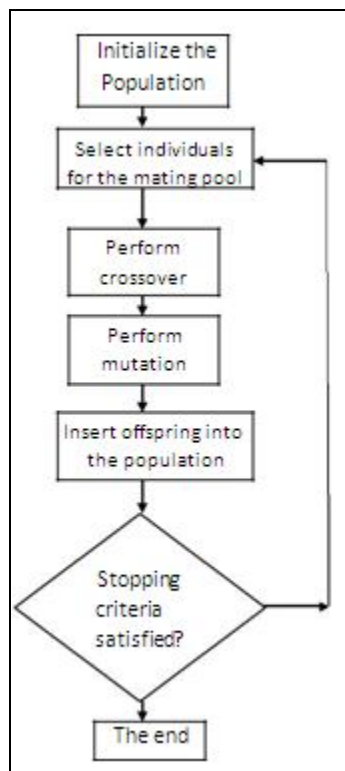 Initialize the
Population
Select individuals
for the mating pool
Perform
crossover
Perform
mutation
Insert offspring into
the population
Stopping
criteria
satisfied?
The end